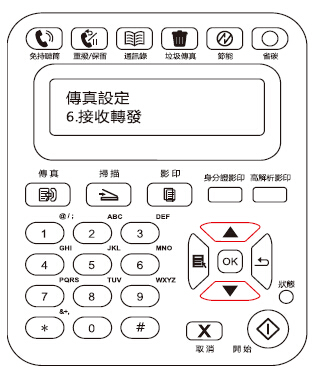 免持聽筒 重撥/保留 通訊錄 垃圾傳真 節能 省碳
傳真設定
6.接收轉發
傳真 掃描 影印 身分證影印 高解析影印
@/: ABC DEF
1 2 3
GHI JKL MNO
4 5 6
OK
PQRS TUV WXYZ
7 8 9
狀態
&+,
* 0 #
X
取消 開始